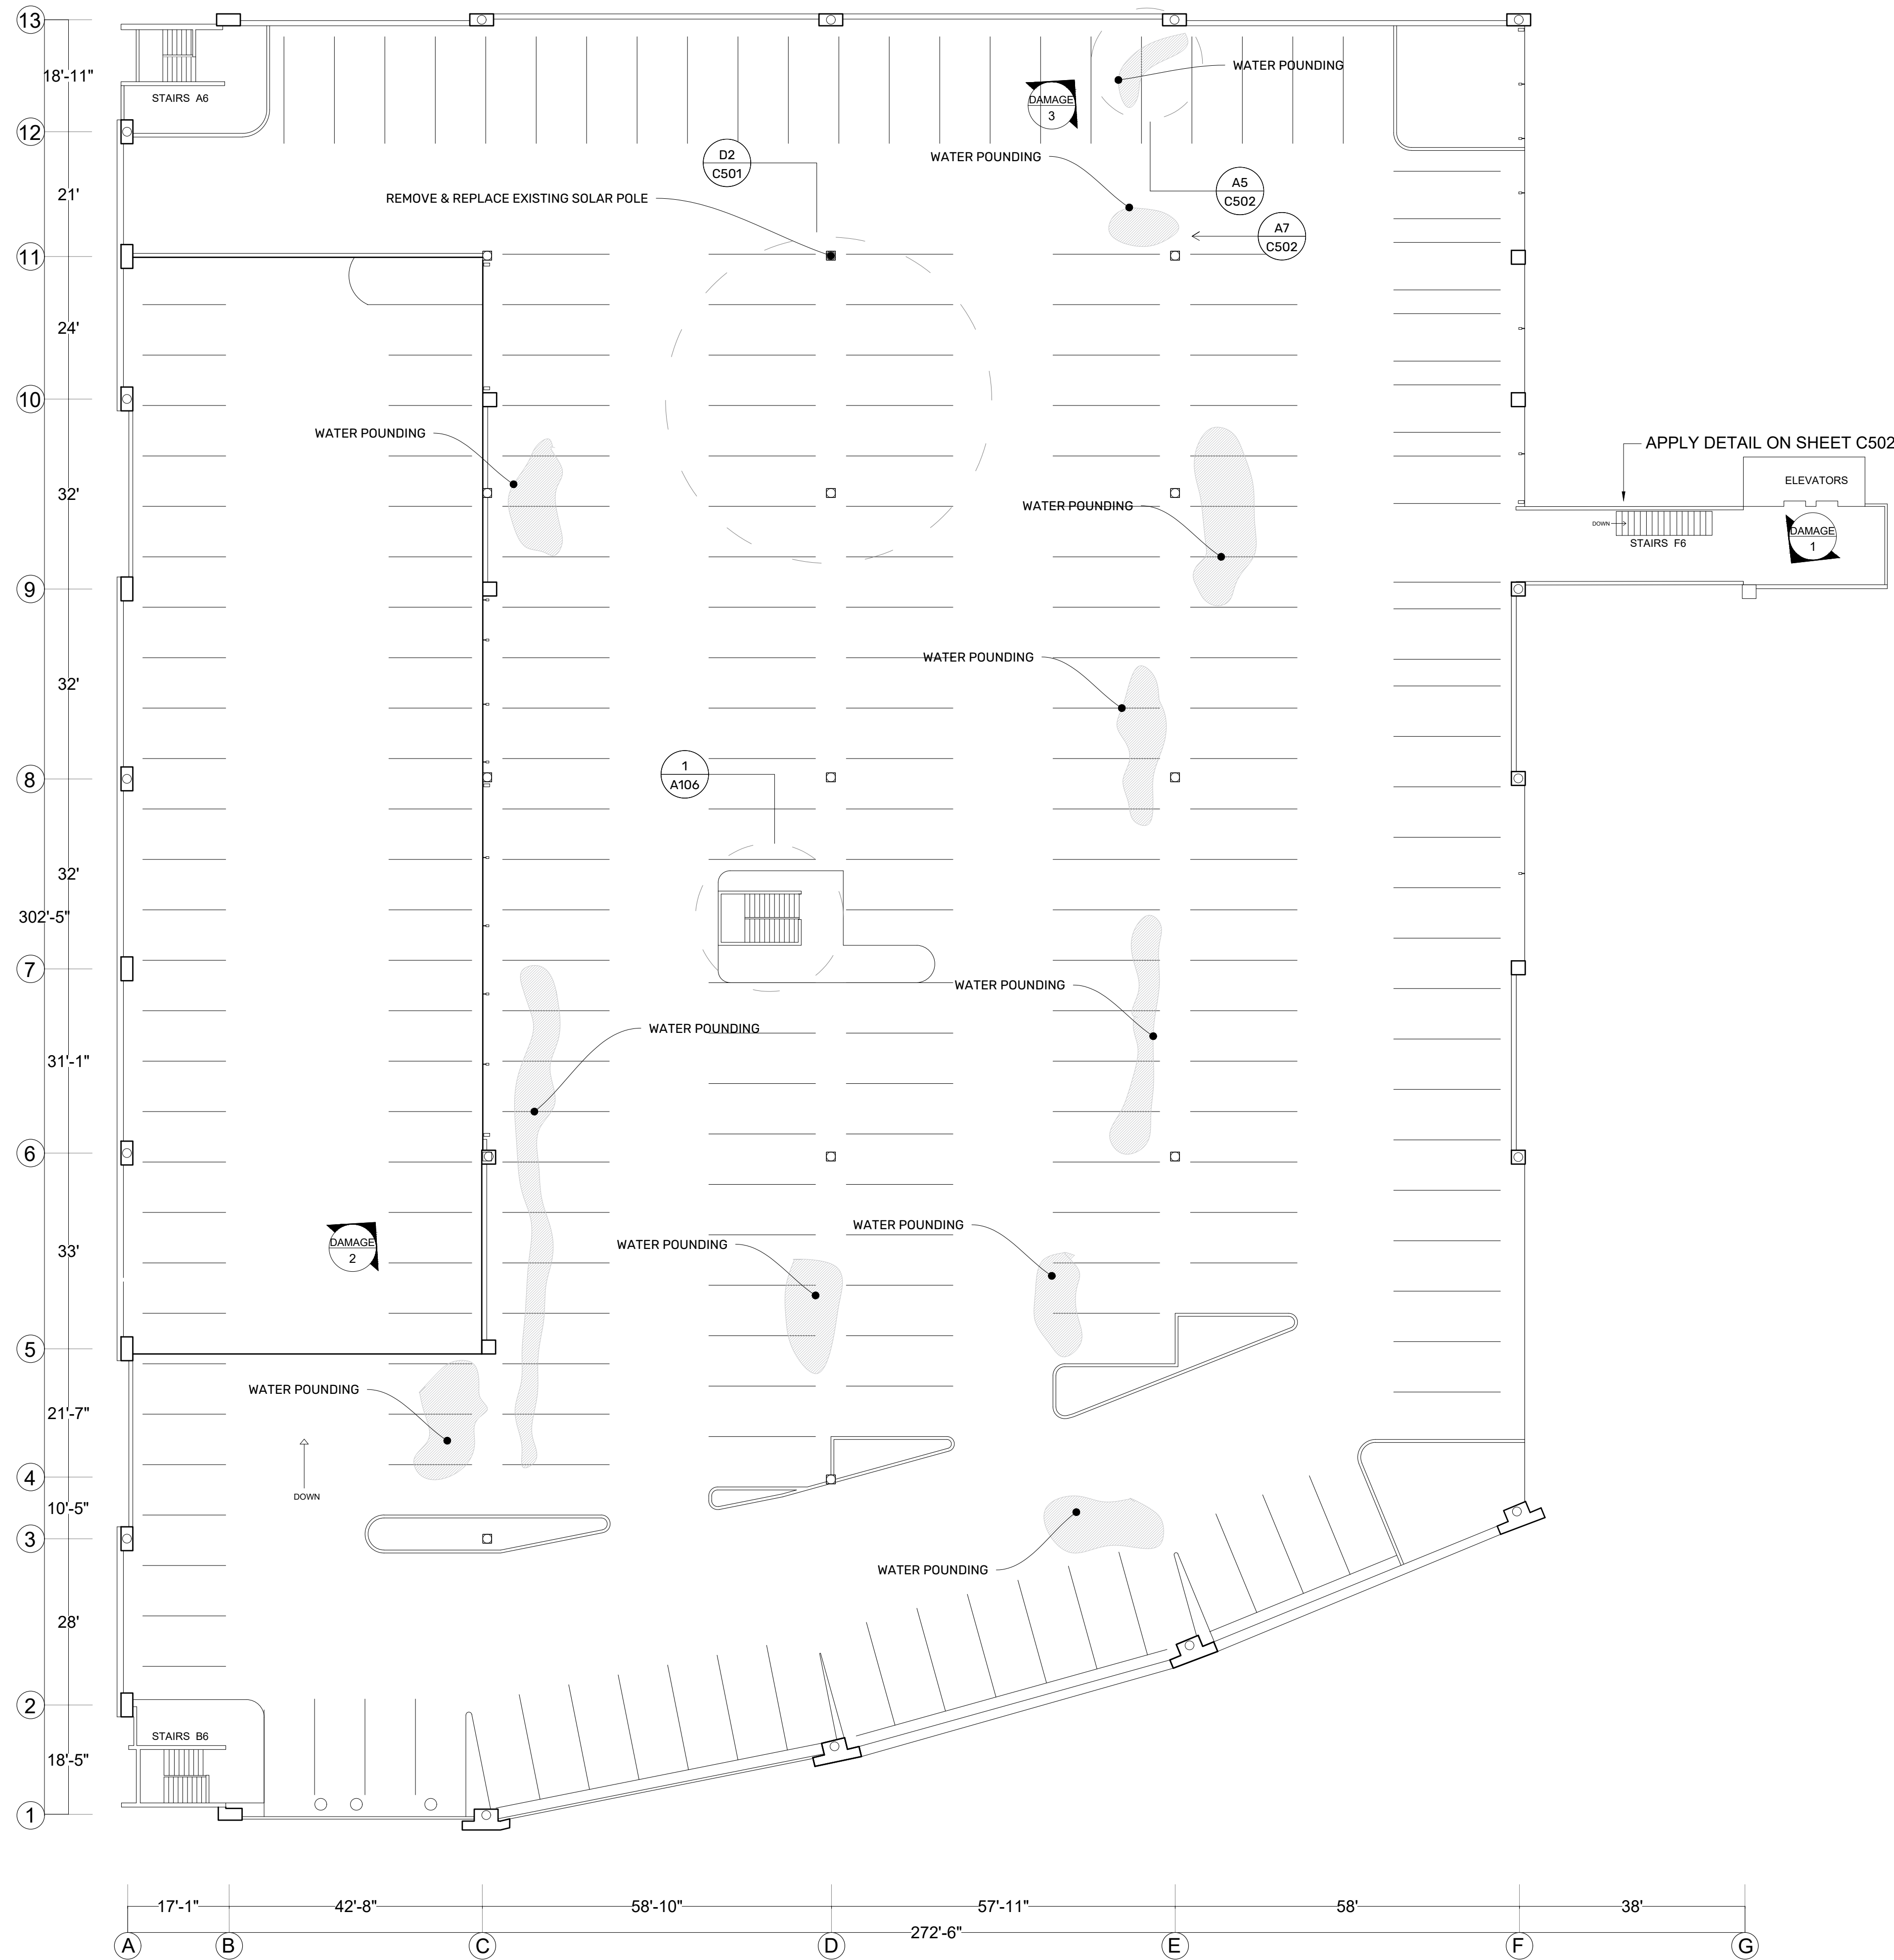 13
18'-11"
STAIRS A6
WATER POUNDING
DAMAGE
3
12
D2
C501
WATER POUNDING
A5
C502
21'
REMOVE & REPLACE EXISTING SOLAR POLE
A7
C502
11
24'
10
WATER POUNDING
APPLY DETAIL ON SHEET C502
ELEVATORS
32'
WATER POUNDING
DOWN
STAIRS F6
DAMAGE
1
9
32'
WATER POUNDING
8
1
A106
32'
302'-5"
7
WATER POUNDING
WATER POUNDING
31'-1"
6
WATER POUNDING
DAMAGE
2
WATER POUNDING
33'
5
WATER POUNDING
21'-7"
4
DOWN
10'-5"
3
WATER POUNDING
28'
2
STAIRS B6
18'-5"
1
17'-1"
42'-8"
58'-10"
57'-11"
58'
38'
272'-6"
A
B
C
D
E
F
G